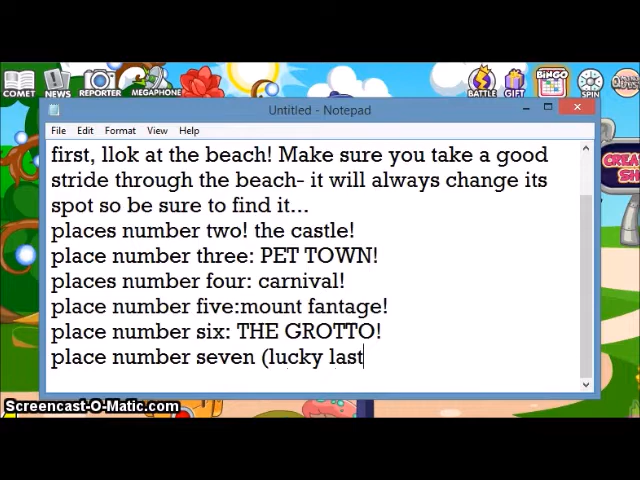 COMET
NEWS
REPORTER
MEGAPHONE
BATTLE
GIFT
BINGO
SPIN
Untitled - Notepad
File Edit Format View Help
first, llok at the beach! Make sure you take a good
stride through the beach- it will always change its
spot so be sure to find it...
places number two! the castle!
place number three: PET TOWN!
places number four: carnival!
place number five:mount fantage!
place number six: THE GROTTO!
place number seven (lucky last
Screencast-O-Matic.com